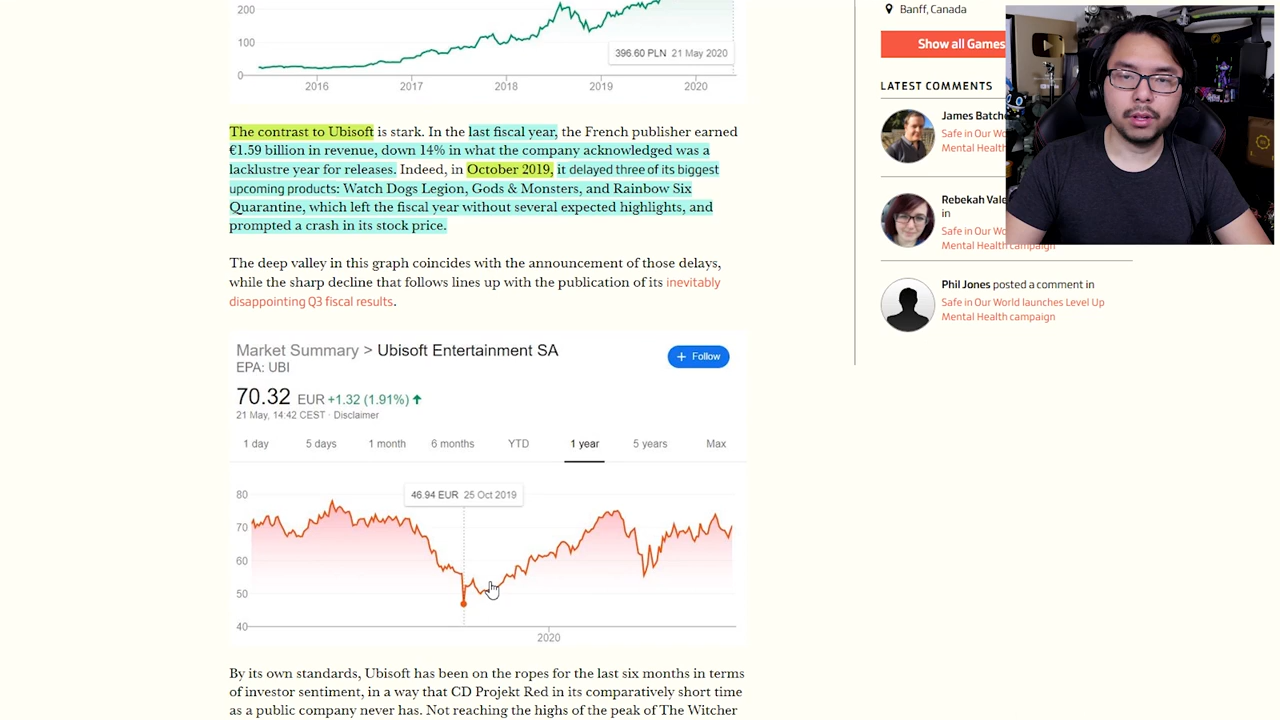 100
396.60 PLN 21 May 2020
0
2016 2017 2018 2019 2020
The contrast to Ubisoft is stark. In the last fiscal year, the French publisher earned
€1.59 billion in revenue, down 14% in what the company acknowledged was a
lacklustre year for releases. Indeed, in October 2019, it delayed three of its biggest
upcoming products: Watch Dogs Legion, Gods & Monsters, and Rainbow Six
Quarantine, which left the fiscal year without several expected highlights, and
prompted a crash in its stock price.
The deep valley in this graph coincides with the announcement of those delays,
while the sharp decline that follows lines up with the publication of its inevitably
disappointing Q3 fiscal results.
Market Summary > Ubisoft Entertainment SA
EPA: UBI
+ Follow
70.32 EUR +1.32 (1.91%)
21 May, 14:42 CEST · Disclaimer
1 day 5 days 1 month 6 months YTD 1 year 5 years Max
46.94 EUR 25 Oct 2019
80
70
60
50
40
2020
By its own standards, Ubisoft has been on the ropes for the last six months in terms
of investor sentiment, in a way that CD Projekt Red in its comparatively short time
as a public company never has. Not reaching the highs of the peak of The Witcher
Banff, Canada
Show all Games
LATEST COMMENTS
James
Safe in Our
Mental Health
Rebekah
in
Safe in Our
Mental Health campaign
Phil Jones posted a comment in
Safe in Our World launches Level Up
Mental Health campaign